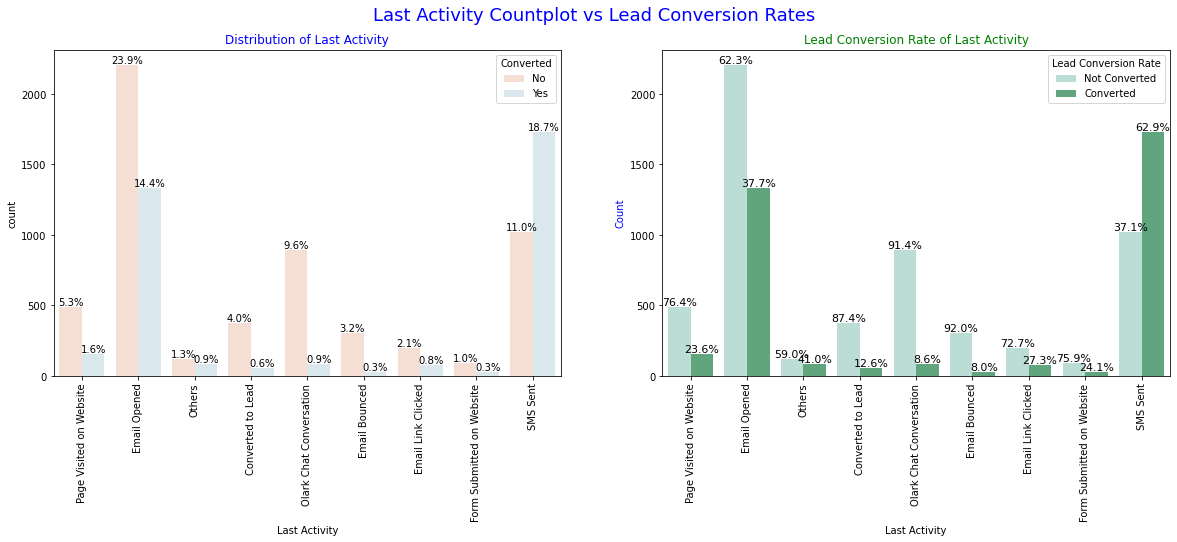 Last Activity Countplot vs Lead Conversion Rates
Distribution of Last Activity
Converted
No
Yes
23.9%
18.7%
14.4%
11.0%
9.6%
5.3%
4.0%
3.2%
2.1%
1.6%
1.3%
0.9%
0.6%
0.9%
0.3%
0.8%
1.0%
0.3%
count
2000
1500
1000
500
0
Page Visited on Website
Email Opened
Others
Converted to Lead
Olark Chat Conversation
Email Bounced
Email Link Clicked
Form Submitted on Website
SMS Sent
Last Activity
Lead Conversion Rate of Last Activity
Lead Conversion Rate
Not Converted
Converted
62.3%
62.9%
37.7%
37.1%
91.4%
76.4%
87.4%
92.0%
72.7%
23.6%
59.0%
41.0%
12.6%
8.6%
8.0%
27.3%
75.9%
24.1%
Count
2000
1500
1000
500
0
Page Visited on Website
Email Opened
Others
Converted to Lead
Olark Chat Conversation
Email Bounced
Email Link Clicked
Form Submitted on Website
SMS Sent
Last Activity